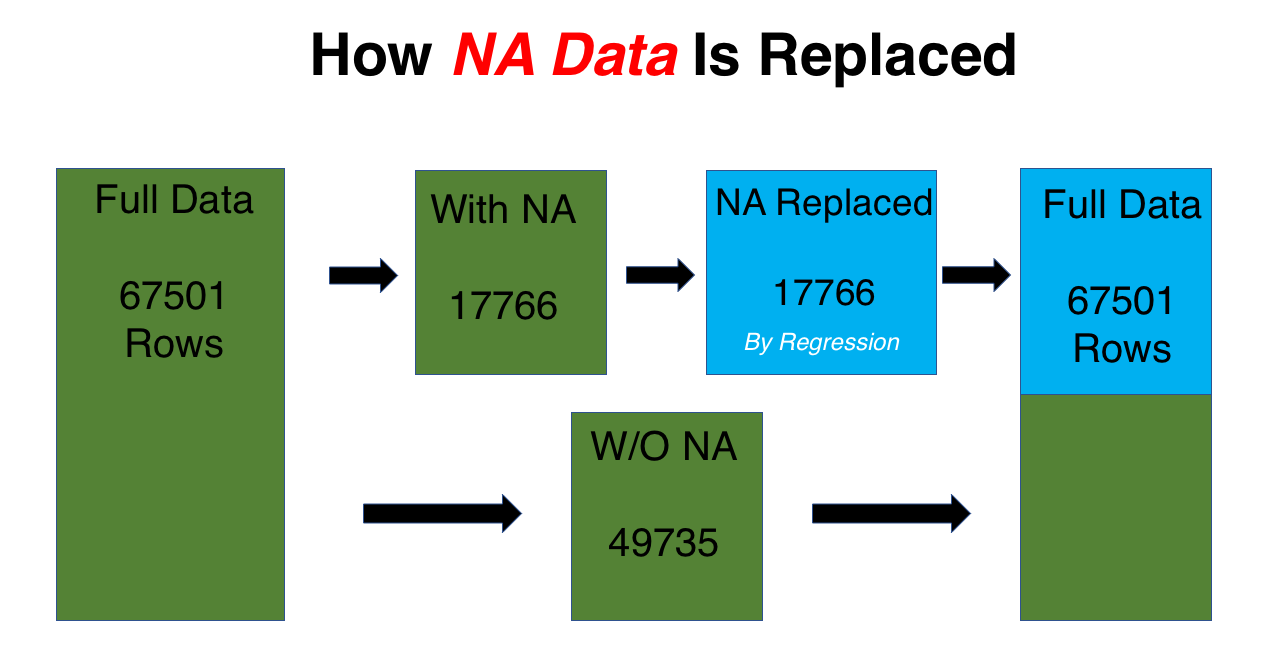 How NA Data Is Replaced
Full Data
67501
Rows
With NA
17766
NA Replaced
17766
By Regression
Full Data
67501
Rows
W/O NA
49735